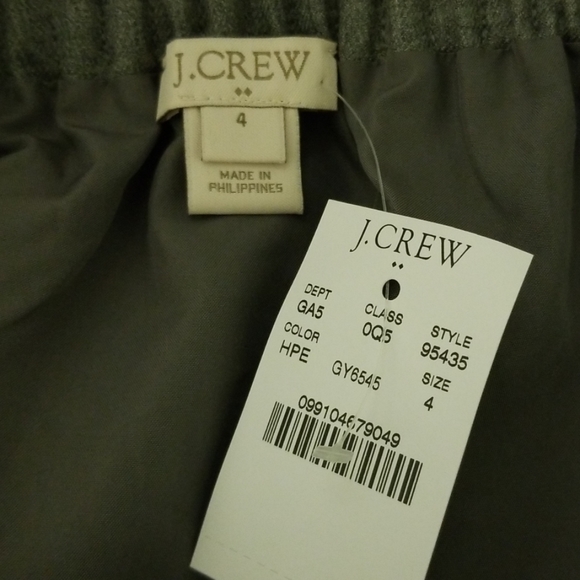 J.CREW
4
MADE IN
PHILIPPINES
J.CREW
DEPT CLASS STYLE
GA5 0Q5 95435
COLOR SIZE
HPE GY6545 4
099104679049